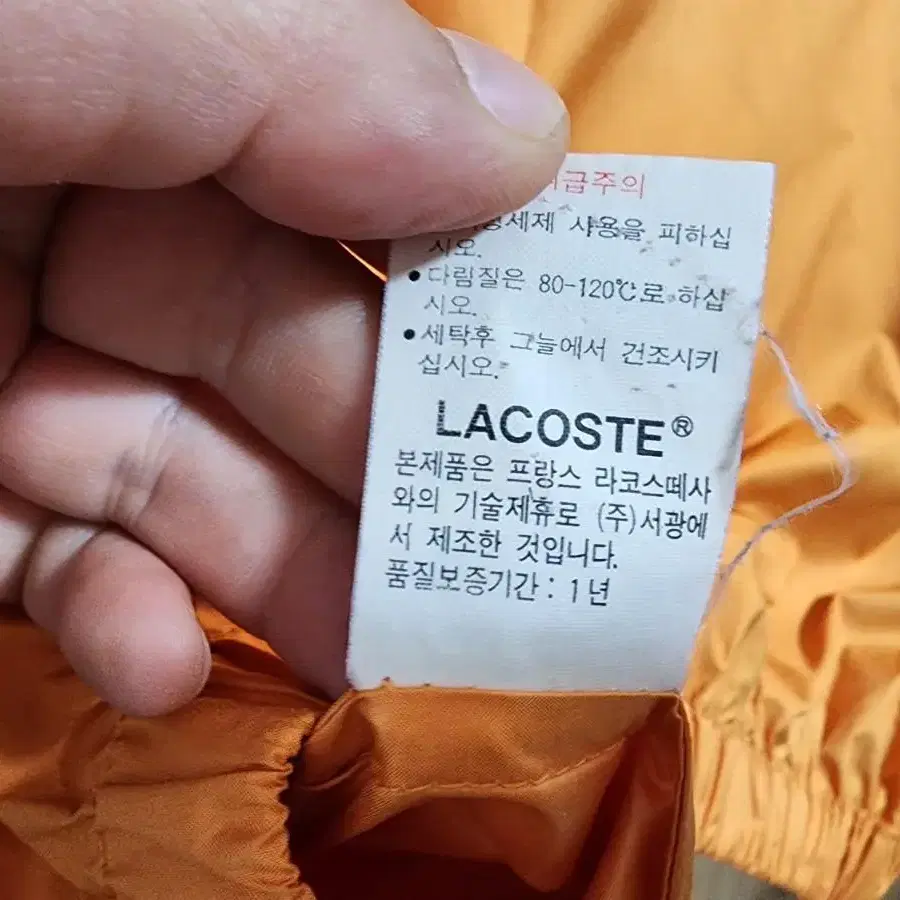 급주의
세제 사용을 피하십
시오.
• 다림질은 80-120℃로 하십
시오.
• 세탁후 그늘에서 건조시키
십시오.
LACOSTE®
본제품은 프랑스 라코스떼사
와의 기술제휴로 (주)서광에
서 제조한 것입니다.
품질보증기간 : 1년